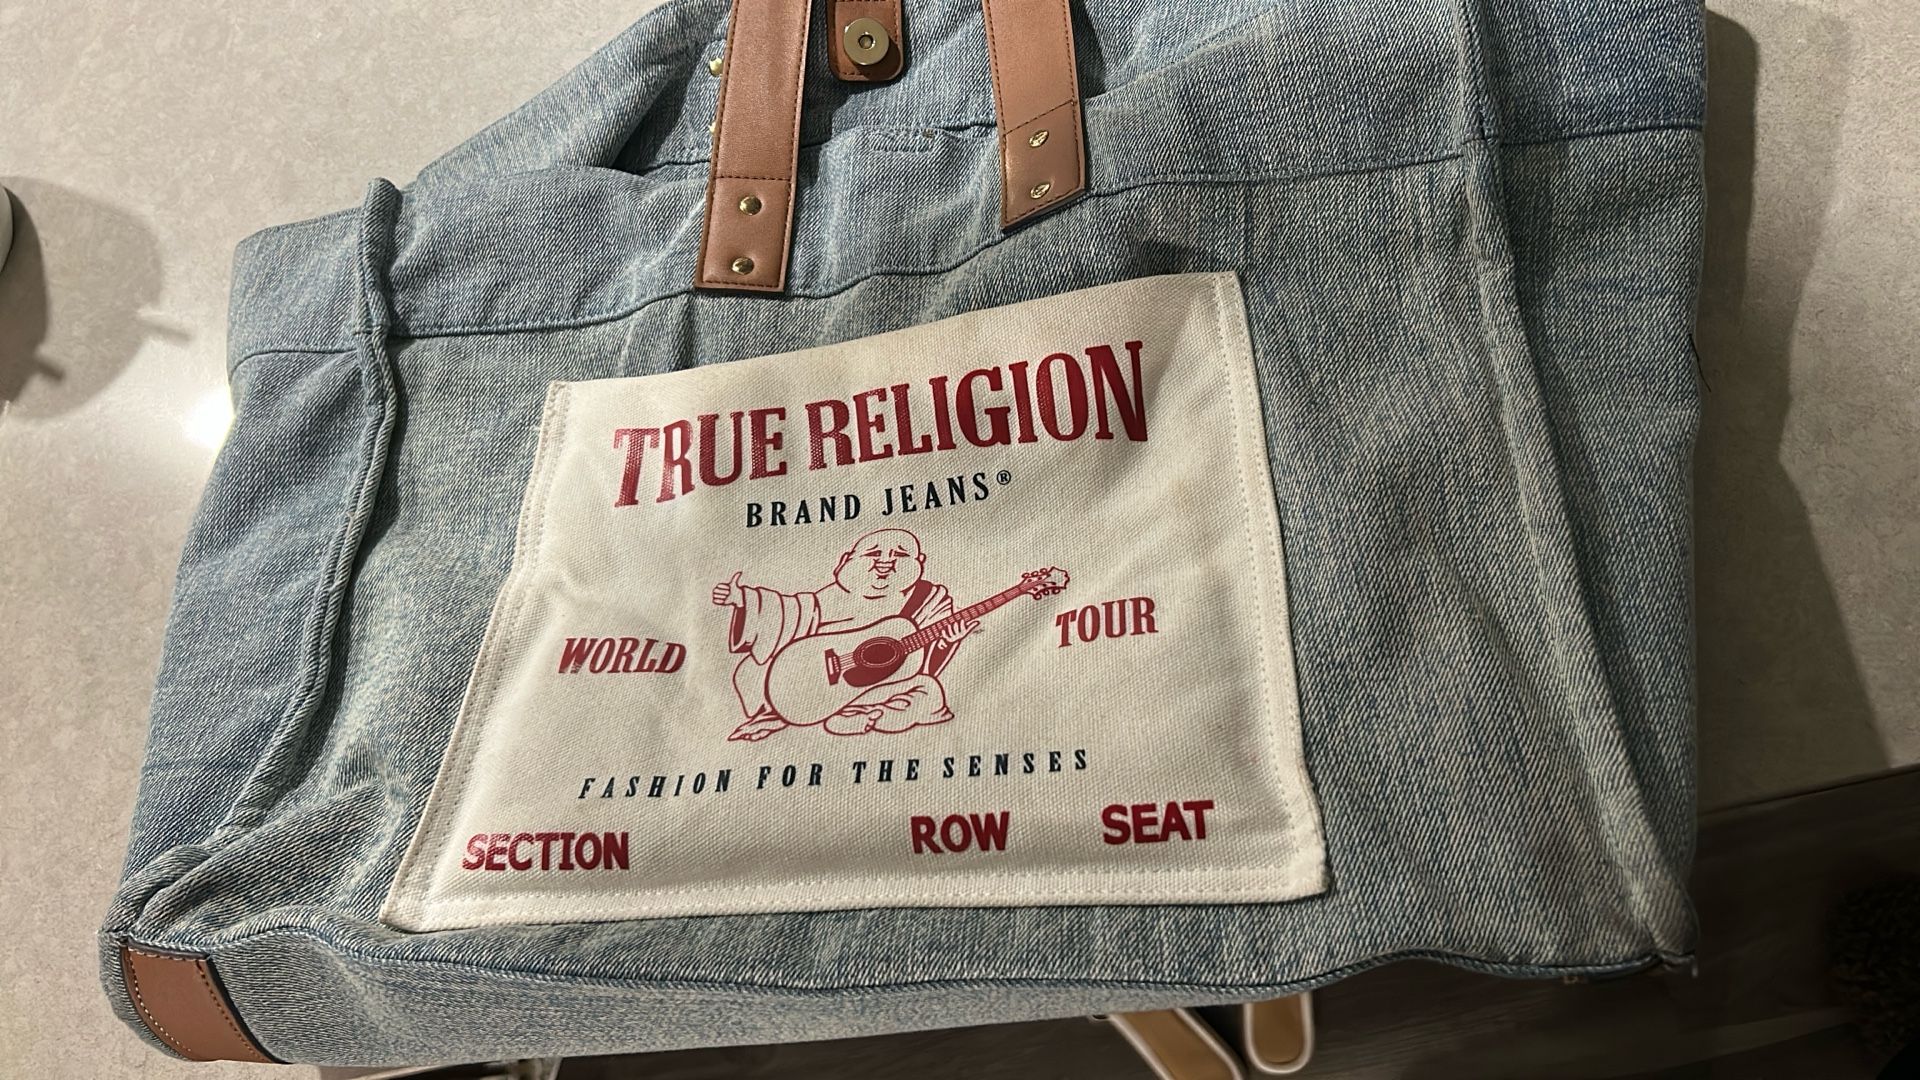 TRUE RELIGION
BRAND JEANS®
WORLD TOUR
FASHION FOR THE SENSES
SECTION ROW SEAT